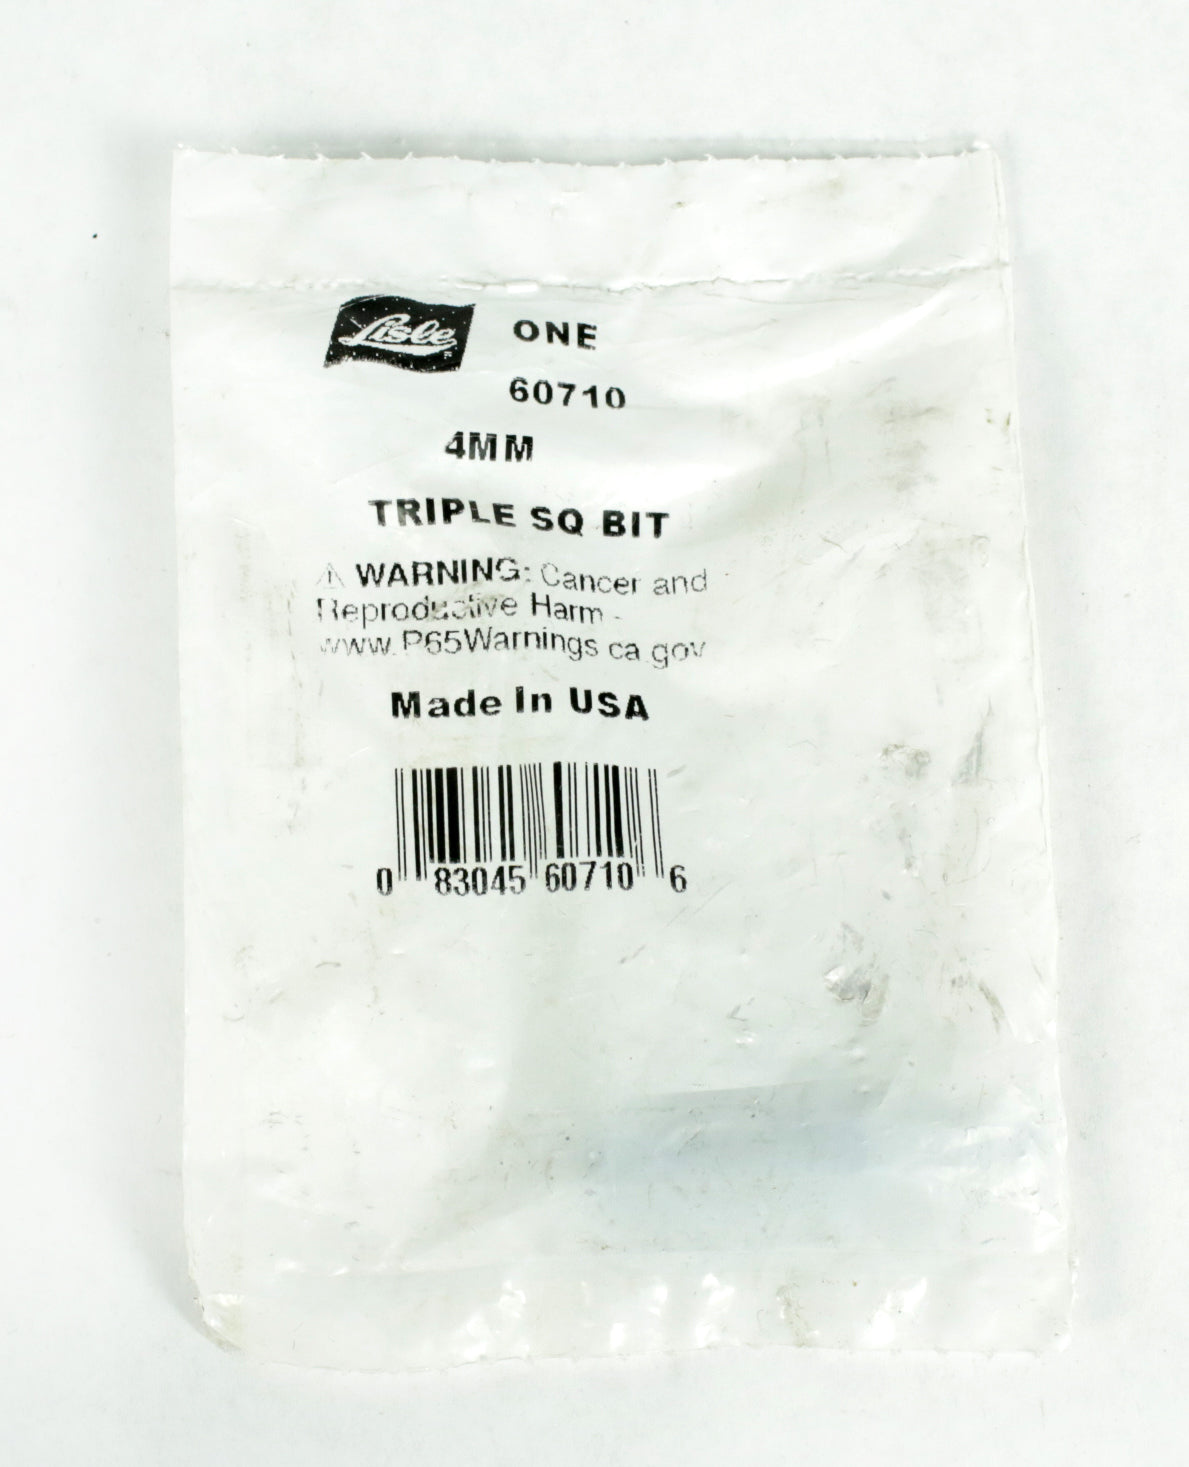 Lisle
ONE
60710
4MM
TRIPLE SQ BIT
⚠ WARNING: Cancer and
Reproductive Harm -
www.P65Warnings.ca.gov
Made In USA
0 83045 60710 6